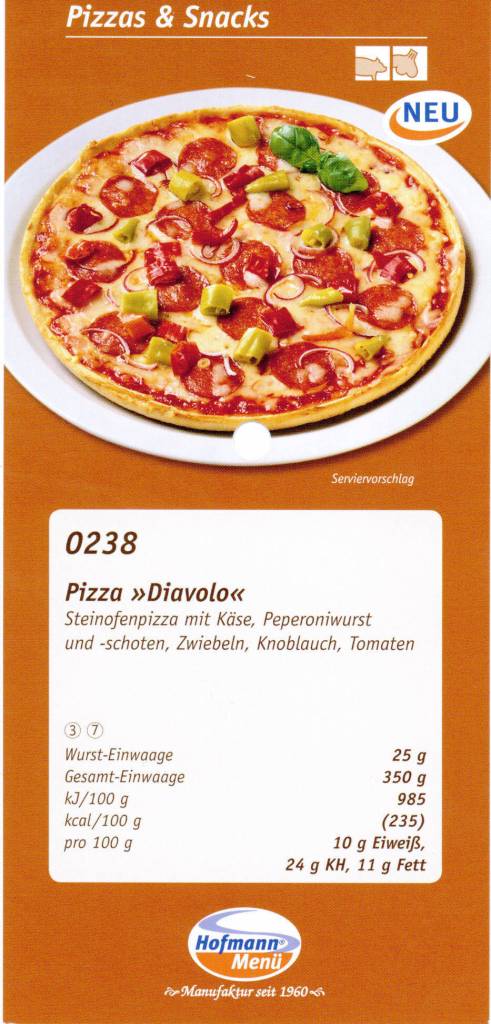 Pizzas & Snacks
NEU
Serviervorschlag
0238
Pizza »Diavolo«
Steinofenpizza mit Käse, Peperoniwurst
und -schoten, Zwiebeln, Knoblauch, Tomaten
③ ⑦
Wurst-Einwaage 25 g
Gesamt-Einwaage 350 g
kJ/100 g 985
kcal/100 g (235)
pro 100 g 10 g Eiweiß,
24 g KH, 11 g Fett
Hofmann®
Menü
Manufaktur seit 1960